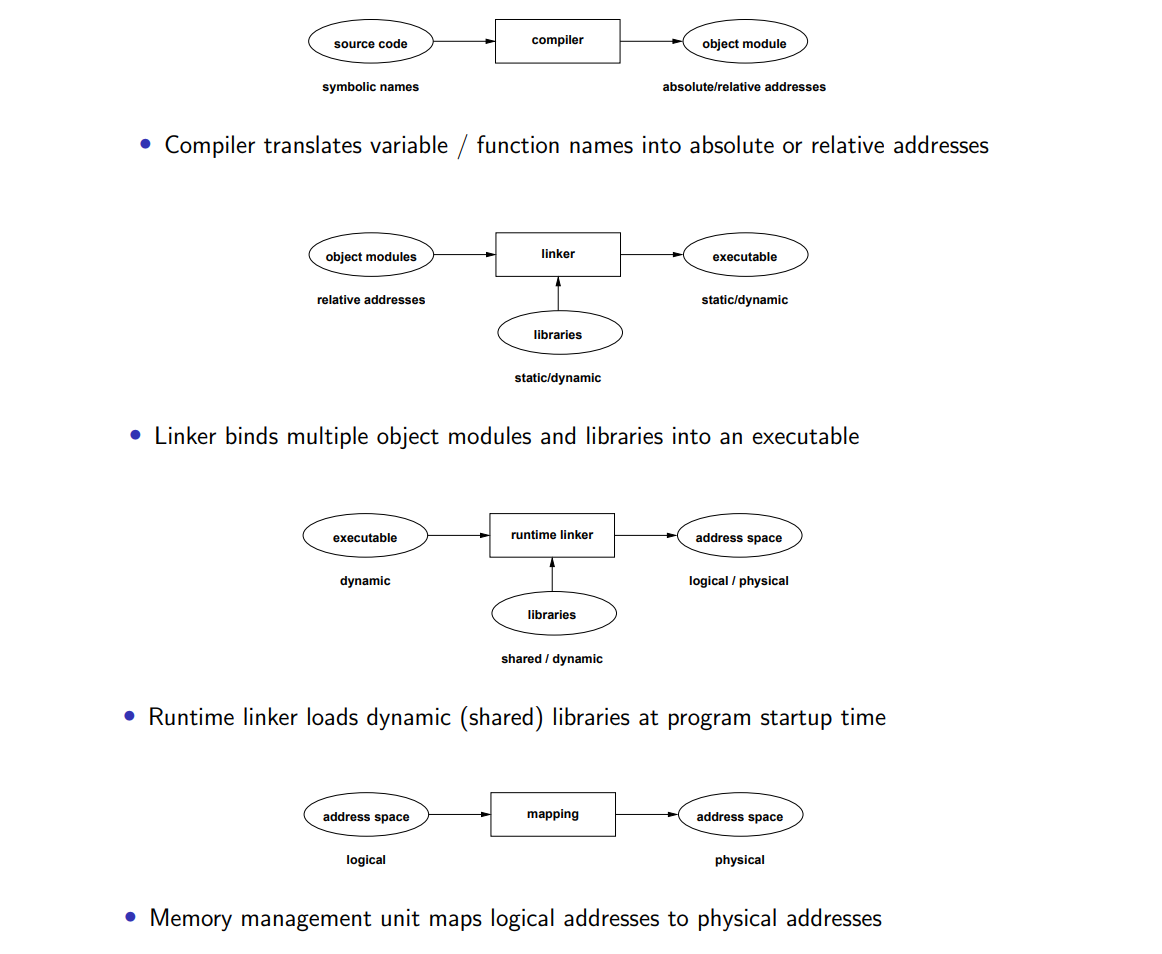 source code
compiler
object module
symbolic names
absolute/relative addresses
• Compiler translates variable / function names into absolute or relative addresses
object modules
linker
executable
relative addresses
static/dynamic
libraries
static/dynamic
• Linker binds multiple object modules and libraries into an executable
executable
runtime linker
address space
dynamic
logical / physical
libraries
shared / dynamic
• Runtime linker loads dynamic (shared) libraries at program startup time
address space
mapping
address space
logical
physical
• Memory management unit maps logical addresses to physical addresses